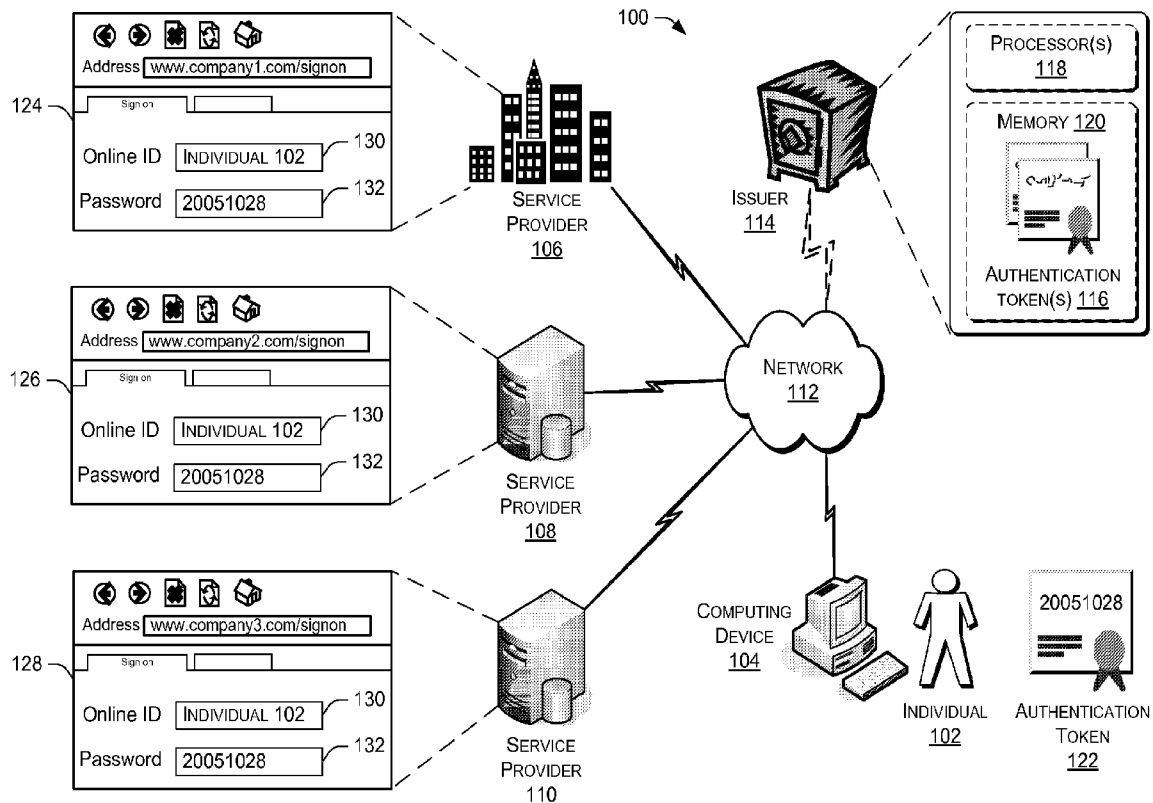 100
Address www.company1.com/signon
Sign on
124
Online ID INDIVIDUAL 102 130
Password 20051028 132
SERVICE
PROVIDER
106
ISSUER
114
PROCESSOR(S)
118
MEMORY 120
AUTHENTICATION
TOKEN(S) 116
Address www.company2.com/signon
Sign on
126
Online ID INDIVIDUAL 102 130
Password 20051028 132
SERVICE
PROVIDER
108
NETWORK
112
Address www.company3.com/signon
Sign on
128
Online ID INDIVIDUAL 102 130
Password 20051028 132
SERVICE
PROVIDER
110
COMPUTING
DEVICE
104
INDIVIDUAL
102
20051028
AUTHENTICATION
TOKEN
122